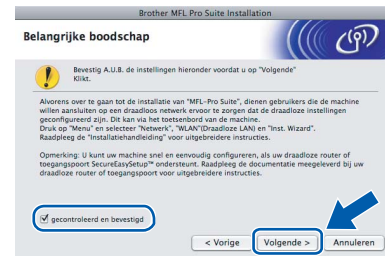 Brother MFL Pro Suite Installation
Belangrijke boodschap
Bevestig A.U.B. de instellingen hieronder voordat u op "Volgende"
Klikt.
Alvorens over te gaan tot de installatie van "MFL-Pro Suite", dienen gebruikers die de machine
willen aansluiten op een draadloos netwerk ervoor te zorgen dat de draadloze instellingen
geconfigureerd zijn. Dit kan via het toetsenbord van de machine.
Druk op "Menu" en selecteer "Netwerk", "WLAN"(Draadloze LAN) en "Inst. Wizard".
Raadpleeg de "Installatiehandleiding" voor uitgebreidere instructies.
Opmerking: U kunt uw machine snel en eenvoudig configureren, als uw draadloze router of
toegangspoort SecureEasySetup™ ondersteunt. Raadpleeg de documentatie meegeleverd bij uw
draadloze router of toegangspoort voor uitgebreidere instructies.
gecontroleerd en bevestigd
< Vorige
Volgende >
Annuleren